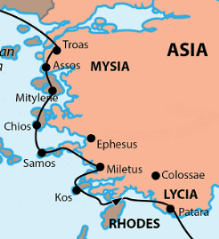 Troas
ASIA
Assos
MYSIA
Mitylene
Chios
Ephesus
Samos
Miletus
Colossae
Kos
LYCIA
Patara
RHODES